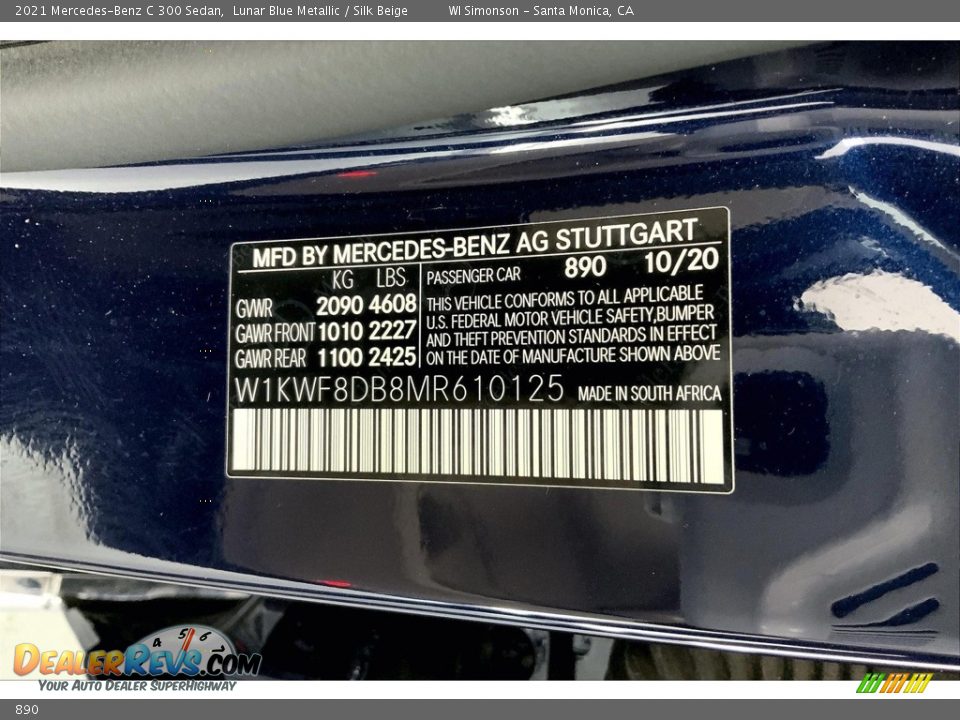 2021 Mercedes-Benz C 300 Sedan, Lunar Blue Metallic / Silk Beige WI Simonson - Santa Monica, CA
MFD BY MERCEDES-BENZ AG STUTTGART
KG LBS PASSENGER CAR 890 10/20
GVWR 2090 4608
GAWR FRONT 1010 2227
GAWR REAR 1100 2425
THIS VEHICLE CONFORMS TO ALL APPLICABLE
U.S. FEDERAL MOTOR VEHICLE SAFETY,BUMPER
AND THEFT PREVENTION STANDARDS IN EFFECT
ON THE DATE OF MANUFACTURE SHOWN ABOVE
W1KWF8DB8MR610125 MADE IN SOUTH AFRICA
4 5 6
DEALERREVS.COM
YOUR AUTO DEALER SUPERHIGHWAY
890